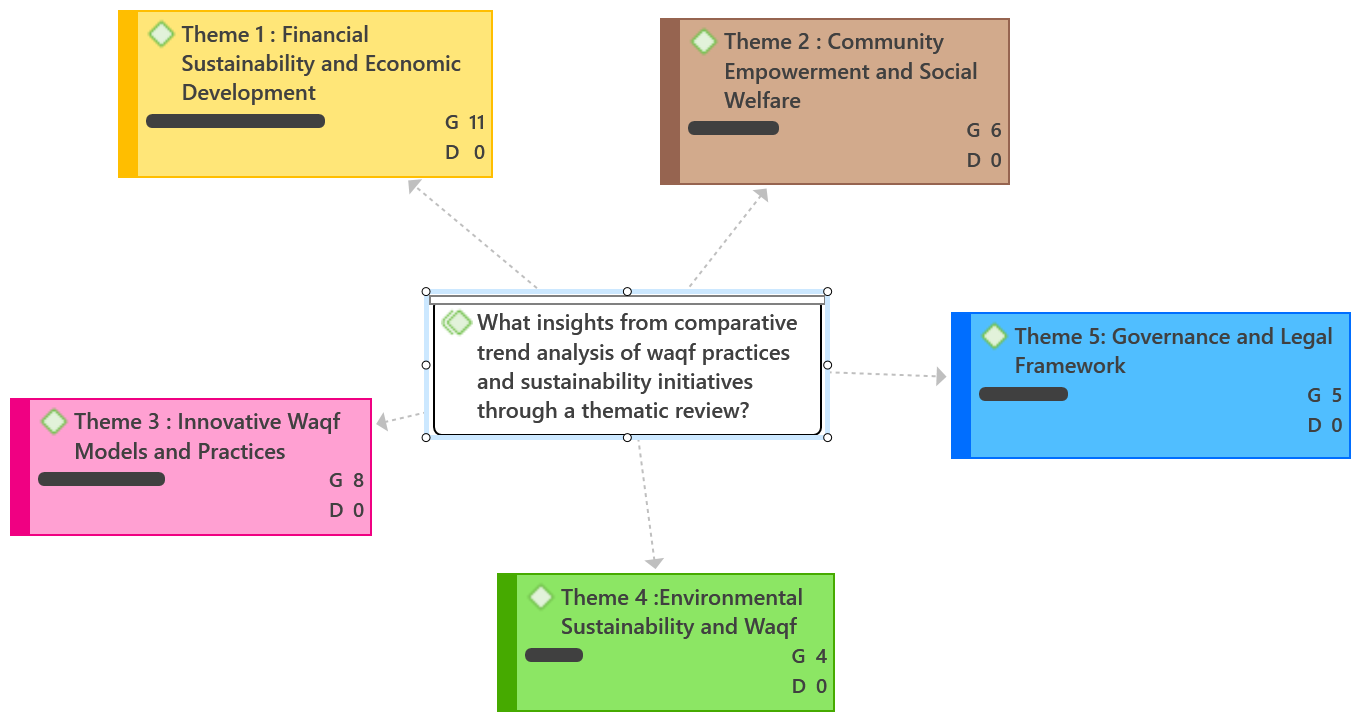 Theme 1 : Financial
Sustainability and Economic
Development
G 11
D 0
Theme 2 : Community
Empowerment and Social
Welfare
G 6
D 0
What insights from comparative
trend analysis of waqf practices
and sustainability initiatives
through a thematic review?
Theme 5: Governance and Legal
Framework
G 5
D 0
Theme 3 : Innovative Waqf
Models and Practices
G 8
D 0
Theme 4 :Environmental
Sustainability and Waqf
G 4
D 0